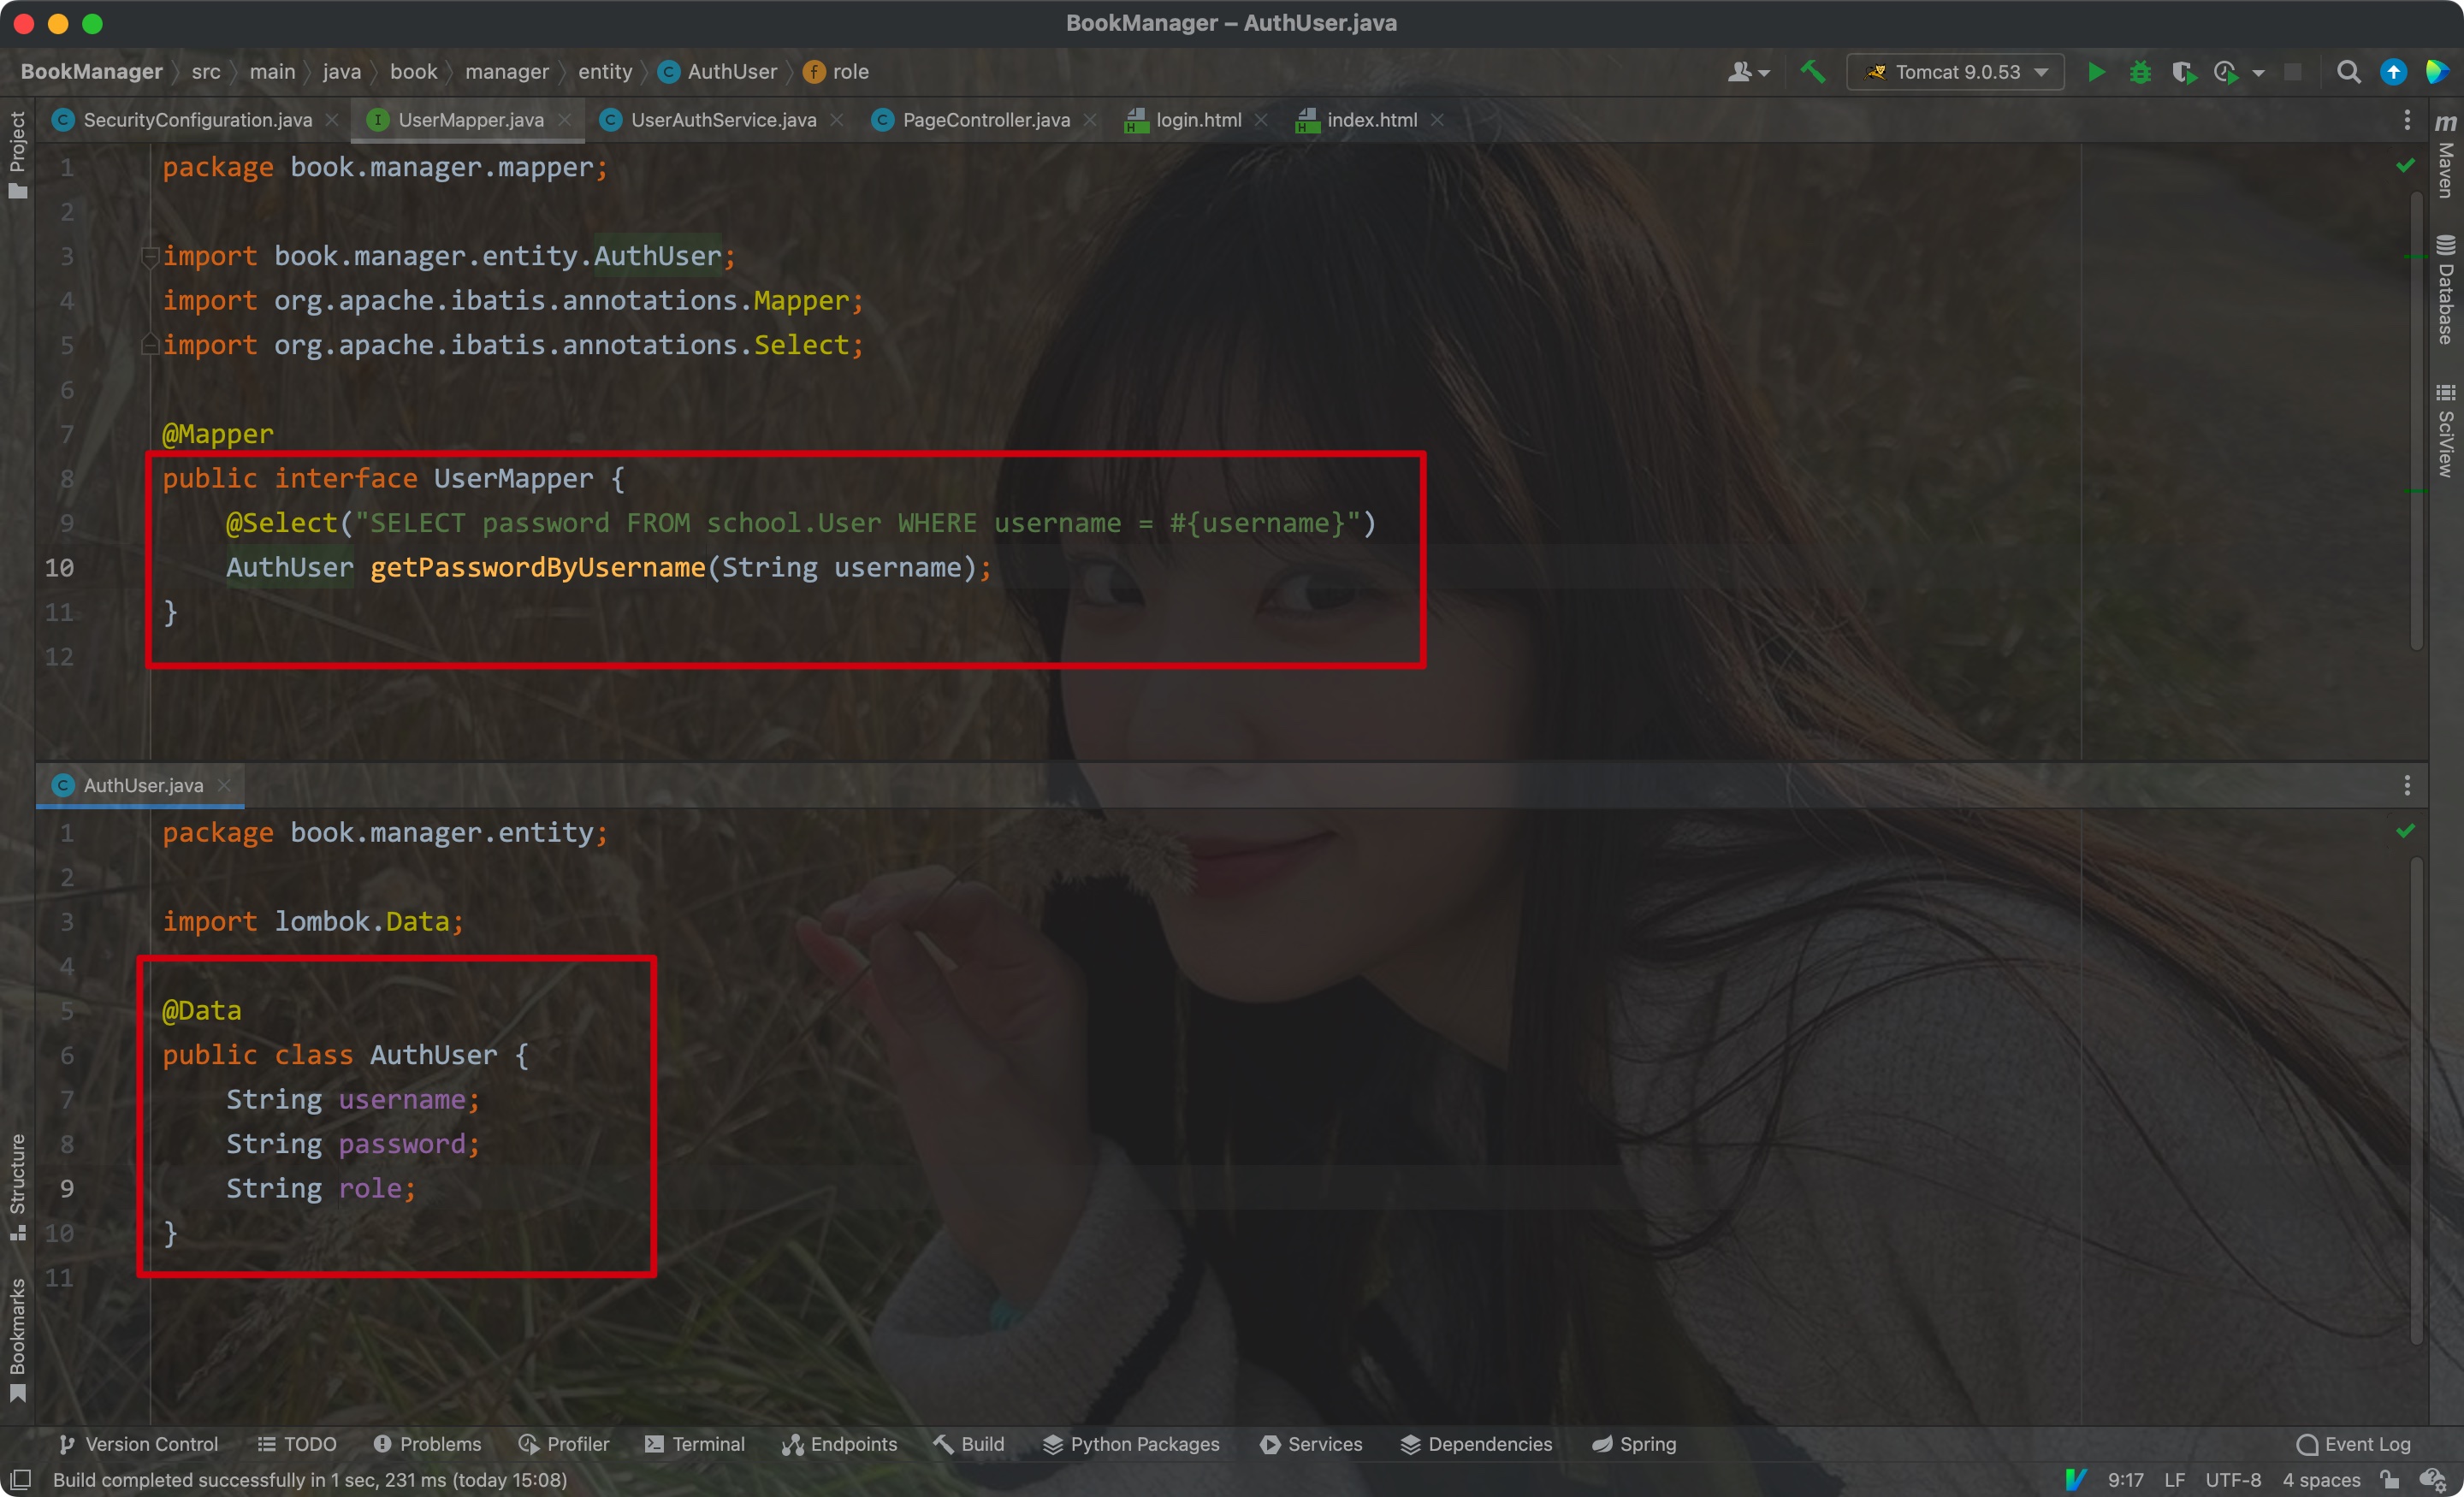 BookManager – AuthUser.java
BookManager src main java book manager entity AuthUser role
Tomcat 9.0.53
SecurityConfiguration.java UserMapper.java UserAuthService.java PageController.java login.html index.html
1 package book.manager.mapper;
2
3 import book.manager.entity.AuthUser;
4 import org.apache.ibatis.annotations.Mapper;
5 import org.apache.ibatis.annotations.Select;
6
7 @Mapper
8 public interface UserMapper {
9 @Select("SELECT password FROM school.User WHERE username = #{username}")
10 AuthUser getPasswordByUsername(String username);
11 }
12
AuthUser.java
1 package book.manager.entity;
2
3 import lombok.Data;
4
5 @Data
6 public class AuthUser {
7 String username;
8 String password;
9 String role;
10 }
11
Project
Structure
Bookmarks
Maven
Database
SciView
Version Control TODO Problems Profiler Terminal Endpoints Build Python Packages Services Dependencies Spring Event Log
Build completed successfully in 1 sec, 231 ms (today 15:08) 9:17 LF UTF-8 4 spaces